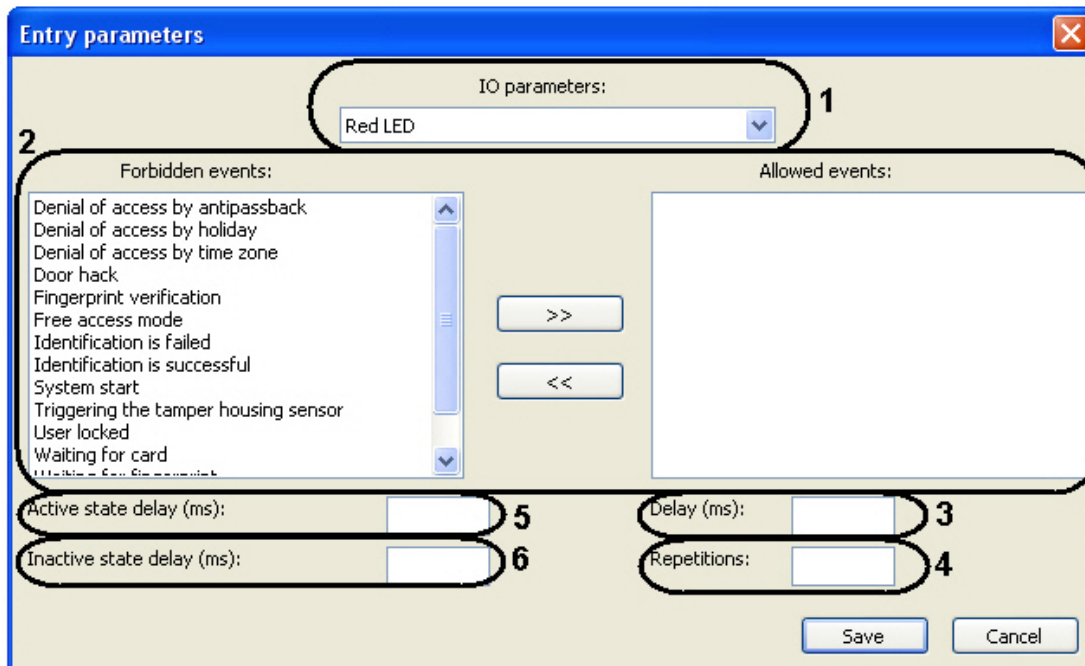 Entry parameters
IO parameters:
1
Red LED
2
Forbidden events:
Allowed events:
Denial of access by antipassback
Denial of access by holiday
Denial of access by time zone
Door hack
Fingerprint verification
Free access mode
Identification is failed
Identification is successful
System start
Triggering the tamper housing sensor
User locked
Waiting for card
Waiting for fingerprint
>>
<<
Active state delay (ms):
5
Delay (ms):
3
Inactive state delay (ms):
6
Repetitions:
4
Save
Cancel